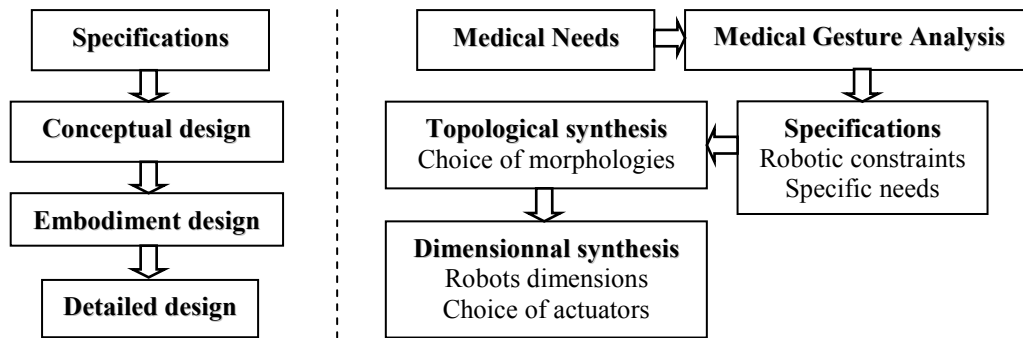 Specifications
Conceptual design
Embodiment design
Detailed design
Medical Needs
Medical Gesture Analysis
Specifications
Robotic constraints
Specific needs
Topological synthesis
Choice of morphologies
Dimensionnal synthesis
Robots dimensions
Choice of actuators